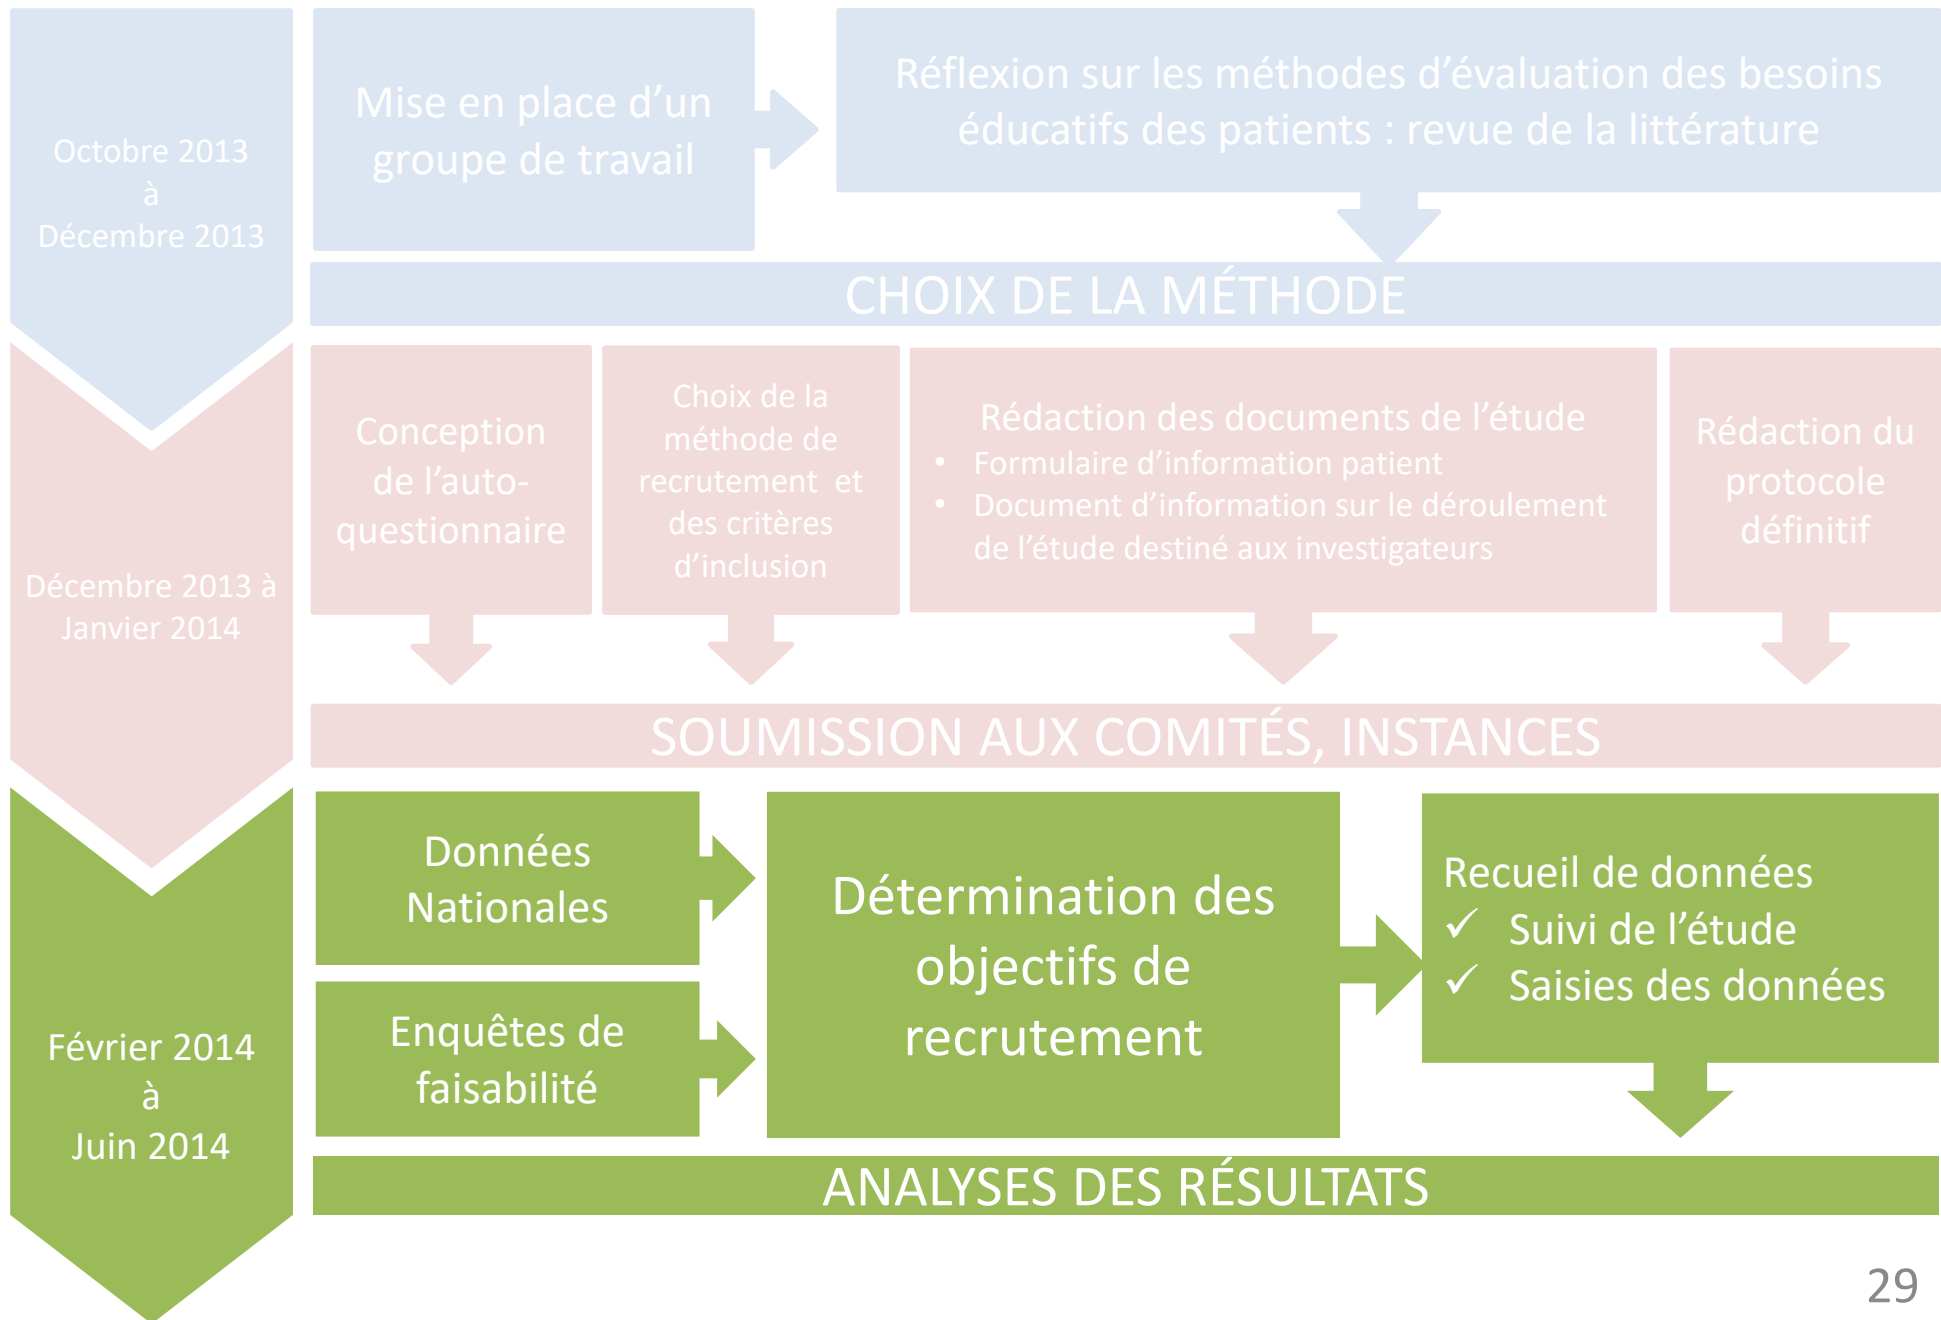 Octobre 2013
à
Décembre 2013
Mise en place d’un
groupe de travail
Réflexion sur les méthodes d’évaluation des besoins
éducatifs des patients : revue de la littérature
CHOIX DE LA MÉTHODE
Décembre 2013 à
Janvier 2014
Conception
de l’auto-
questionnaire
Choix de la
méthode de
recrutement et
des critères
d’inclusion
Rédaction des documents de l’étude
• Formulaire d’information patient
• Document d’information sur le déroulement
de l’étude destiné aux investigateurs
Rédaction du
protocole
définitif
SOUMISSION AUX COMITÉS, INSTANCES
Février 2014
à
Juin 2014
Données
Nationales
Enquêtes de
faisabilité
Détermination des
objectifs de
recrutement
Recueil de données
✓ Suivi de l’étude
✓ Saisies des données
ANALYSES DES RÉSULTATS
29